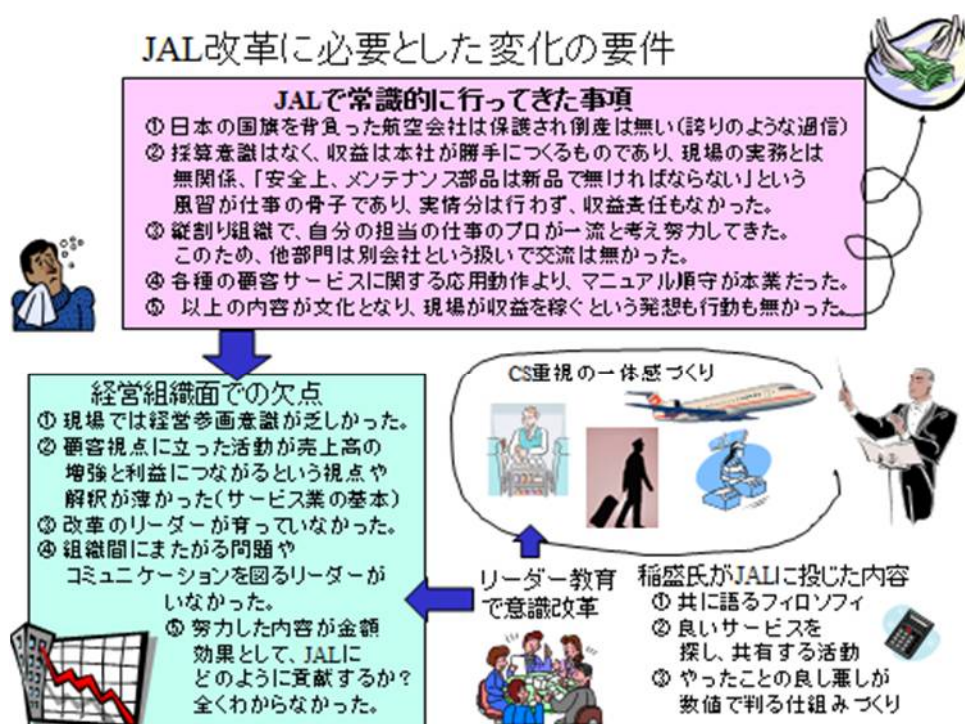 JAL改革に必要とした変化の要件
JALで常識的に行ってきた事項
① 日本の国旗を背負った航空会社は保護され倒産は無い(誇りのような過信)
② 採算意識はなく、収益は本社が勝手につくるものであり、現場の実務とは
無関係、「安全上、メンテナンス部品は新品で無ければならない」という
風習が仕事の骨子であり、実情分は行わず、収益責任もなかった。
③ 縦割り組織で、自分の担当の仕事のプロが一流と考え努力してきた。
このため、他部門は別会社という扱いで交流は無かった。
④ 各種の顧客サービスに関する応用動作より、マニュアル順守が本業だった。
⑤ 以上の内容が文化となり、現場が収益を稼ぐという発想も行動も無かった。
経営組織面での欠点
① 現場では経営参画意識が乏しかった。
② 顧客視点に立った活動が売上高の
増強と利益につながるという視点や
解釈が薄かった(サービス業の基本)
③ 改革のリーダーが育っていなかった。
④ 組織間にまたがる問題や
コミュニケーションを図るリーダーが
いなかった。
⑤ 努力した内容が金額
効果として、JALに
どのように貢献するか?
全くわからなかった。
CS重視の一体感づくり
リーダー教育
で意識改革
稲盛氏がJALに投じた内容
① 共に語るフィロソフィ
② 良いサービスを
探し、共有する活動
③ やったことの良し悪しが
数値で判る仕組みづくり